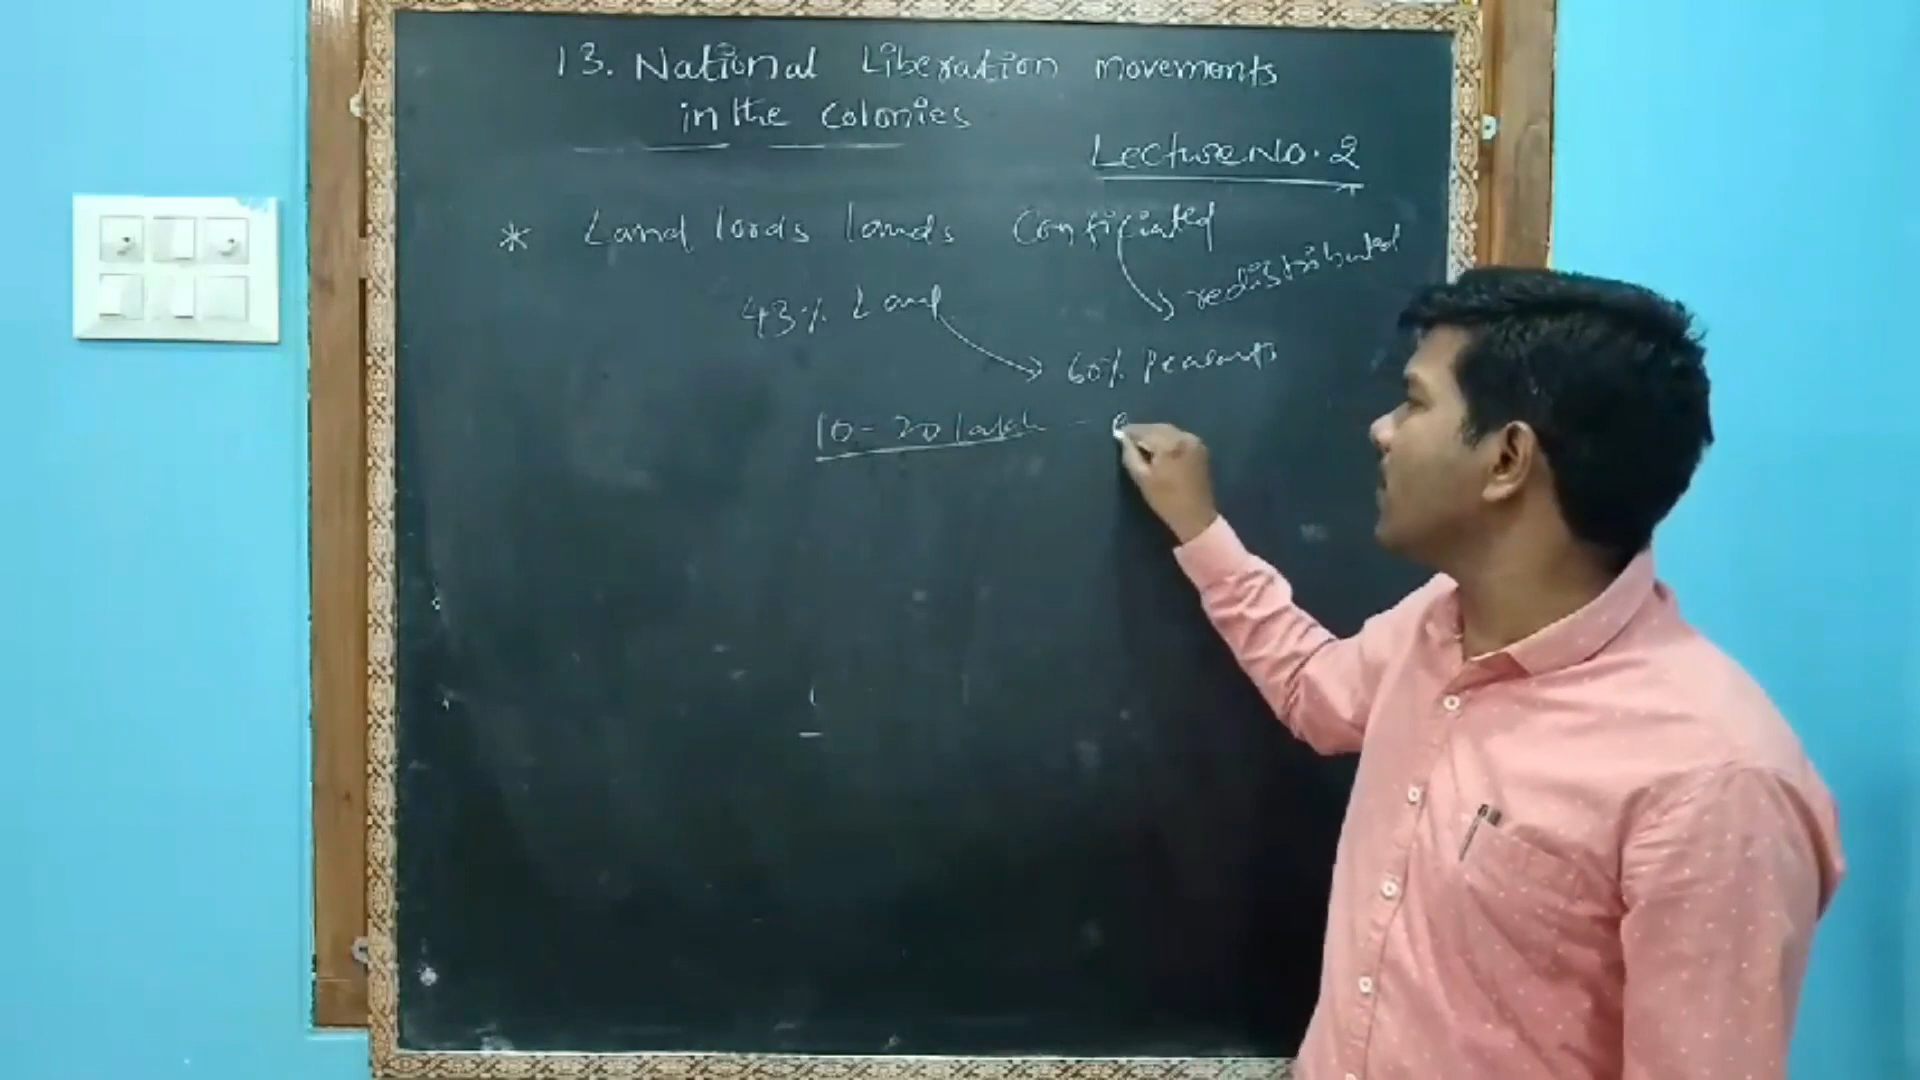 13. National Liberation movements
in the colonies
Lecture No. 2
* Land lords lands Conficiated
redistributed
43% Land
60% Peasants
10-20 lakh -